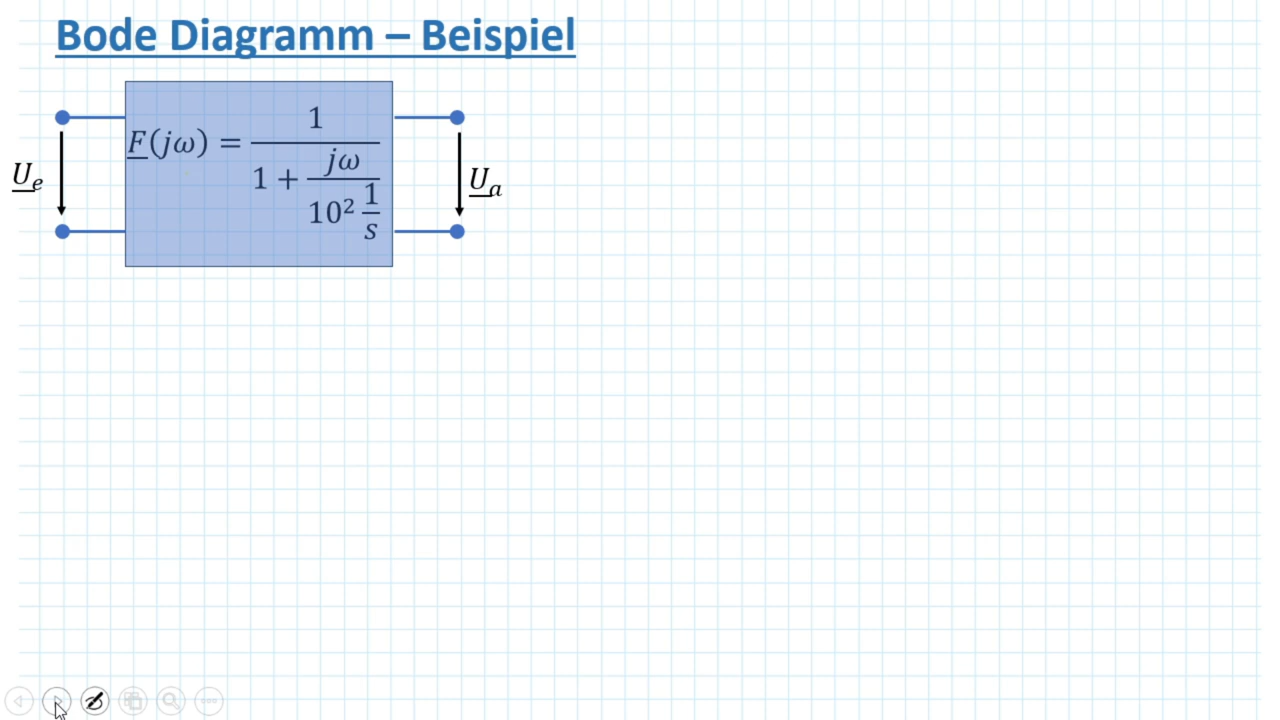 Bode Diagramm – Beispiel
U_e
F(jω) = 1 / (1 + jω / (10² 1/s))
U_a